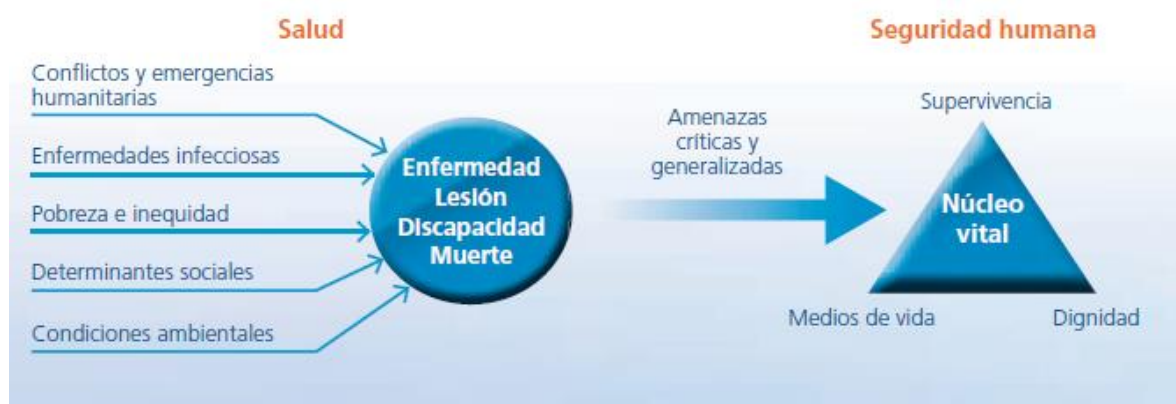 Salud
Seguridad humana
Conflictos y emergencias
humanitarias
Enfermedades infecciosas
Pobreza e inequidad
Determinantes sociales
Condiciones ambientales
Enfermedad
Lesión
Discapacidad
Muerte
Amenazas
críticas y
generalizadas
Supervivencia
Núcleo
vital
Medios de vida
Dignidad